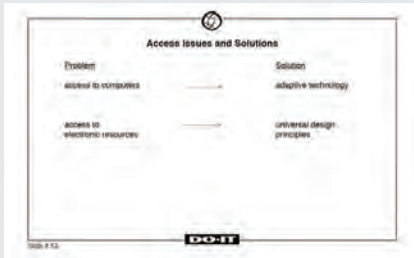 Access Issues and Solutions
Problem Solution
access to computers adaptive technology
access to universal design
electronic resources principles
DO-IT